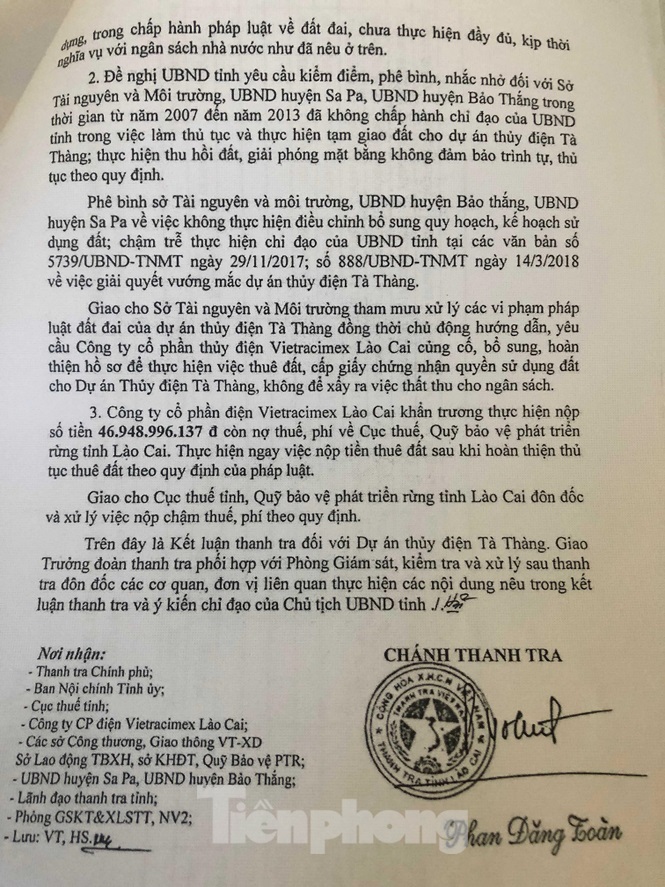 dụng, trong chấp hành pháp luật về đất đai, chưa thực hiện đầy đủ, kịp thời
nghĩa vụ với ngân sách nhà nước như đã nêu ở trên.
2. Đề nghị UBND tỉnh yêu cầu kiểm điểm, phê bình, nhắc nhở đối với Sở
Tài nguyên và Môi trường, UBND huyện Sa Pa, UBND huyện Bảo Thắng trong
thời gian từ năm 2007 đến năm 2013 đã không chấp hành chỉ đạo của UBND
tỉnh trong việc làm thủ tục và thực hiện tạm giao đất cho dự án thủy điện Tà
Thàng; thực hiện thu hồi đất, giải phóng mặt bằng không đảm bảo trình tự, thủ
tục theo quy định.
Phê bình sở Tài nguyên và môi trường, UBND huyện Bảo thắng, UBND
huyện Sa Pa về việc không thực hiện điều chỉnh bổ sung quy hoạch, kế hoạch sử
dụng đất; chậm trễ thực hiện chỉ đạo của UBND tỉnh tại các văn bản số
5739/UBND-TNMT ngày 29/11/2017; số 888/UBND-TNMT ngày 14/3/2018
về việc giải quyết vướng mắc dự án thủy điện Tà Thàng.
Giao cho Sở Tài nguyên và Môi trường tham mưu xử lý các vi phạm pháp
luật đất đai của dự án thủy điện Tà Thàng đồng thời chủ động hướng dẫn, yêu
cầu Công ty cổ phần thủy điện Vietracimex Lào Cai củng cố, bổ sung, hoàn
thiện hồ sơ để thực hiện việc thuê đất, cấp giấy chứng nhận quyền sử dụng đất
cho Dự án Thủy điện Tà Thàng, không để xẩy ra việc thất thu cho ngân sách.
3. Công ty cổ phần điện Vietracimex Lào Cai khẩn trương thực hiện nộp
số tiền 46.948.996.137 đ còn nợ thuế, phí về Cục thuế, Quỹ bảo vệ phát triển
rừng tỉnh Lào Cai. Thực hiện ngay việc nộp tiền thuê đất sau khi hoàn thiện thủ
tục thuê đất theo quy định của pháp luật.
Giao cho Cục thuế tỉnh, Quỹ bảo vệ phát triển rừng tỉnh Lào Cai đôn đốc
và xử lý việc nộp chậm thuế, phí theo quy định.
Trên đây là Kết luận thanh tra đối với Dự án thủy điện Tà Thàng. Giao
Trưởng đoàn thanh tra phối hợp với Phòng Giám sát, kiểm tra và xử lý sau thanh
tra đôn đốc các cơ quan, đơn vị liên quan thực hiện các nội dung nêu trong kết
luận thanh tra và ý kiến chỉ đạo của Chủ tịch UBND tỉnh
Nơi nhận:
- Thanh tra Chính phủ;
- Ban Nội chính Tỉnh ủy;
- Cục thuế tỉnh;
- Công ty CP điện Vietracimex Lào Cai;
- Các sở Công thương, Giao thông VT-XD
Sở Lao động TBXH, sở KHĐT, Quỹ Bảo vệ PTR;
- UBND huyện Sa Pa, UBND huyện Bảo Thắng;
- Lãnh đạo thanh tra tỉnh;
- Phòng GSKT&XLSTT, NV2;
- Lưu: VT, HS.
CHÁNH THANH TRA
CỘNG HÒA X.H.C.N VIỆT NAM
THANH TRA VIỆT NAM
THANH TRA TỈNH LÀO CAI
Phan Đăng Toàn
Tiềnphong